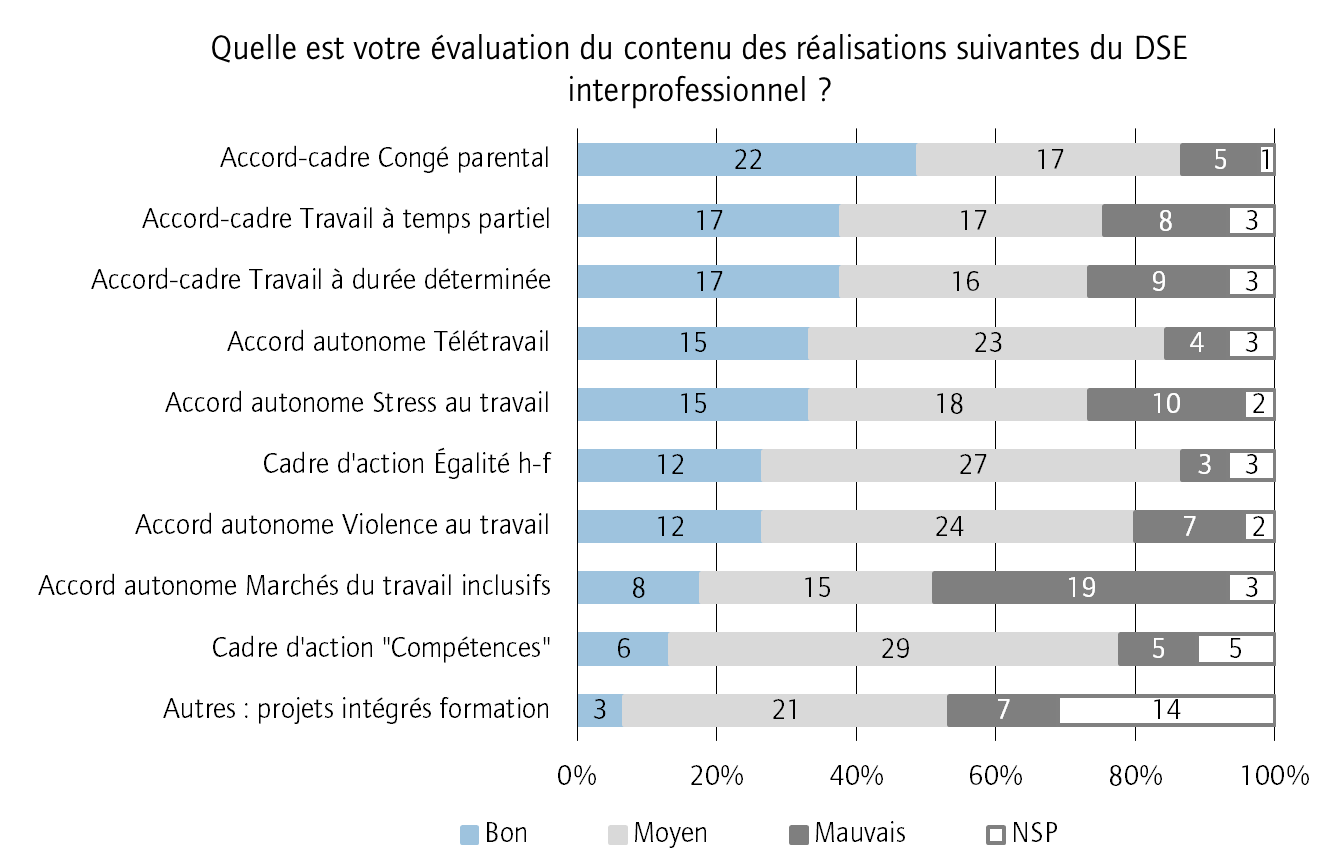 Quelle est votre évaluation du contenu des réalisations suivantes du DSE
interprofessionnel ?
Accord-cadre Congé parental 22 17 5 1
Accord-cadre Travail à temps partiel 17 17 8 3
Accord-cadre Travail à durée déterminée 17 16 9 3
Accord autonome Télétravail 15 23 4 3
Accord autonome Stress au travail 15 18 10 2
Cadre d'action Égalité h-f 12 27 3 3
Accord autonome Violence au travail 12 24 7 2
Accord autonome Marchés du travail inclusifs 8 15 19 3
Cadre d'action "Compétences" 6 29 5 5
Autres : projets intégrés formation 3 21 7 14
0% 20% 40% 60% 80% 100%
Bon Moyen Mauvais NSP